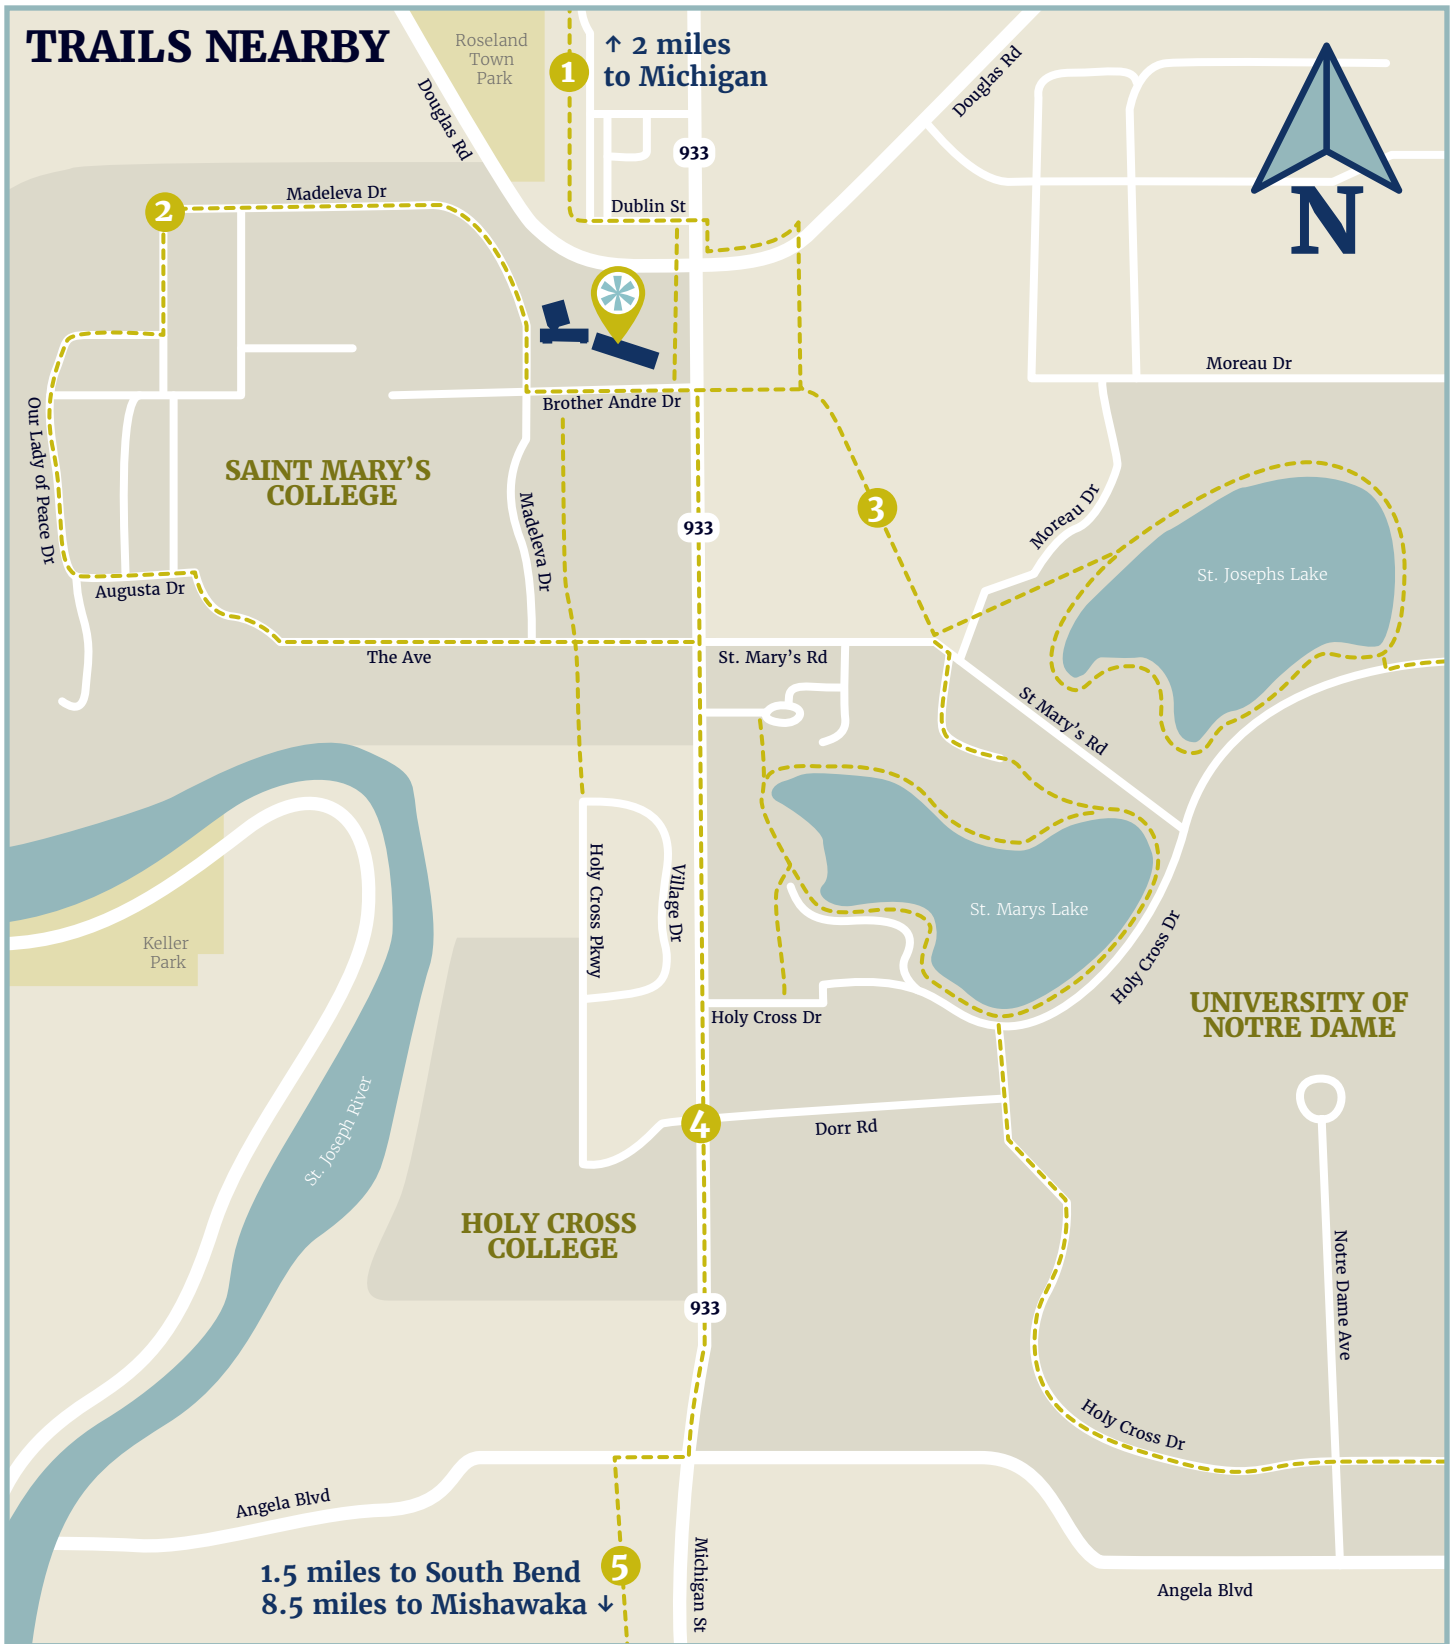 TRAILS NEARBY
Roseland
Town
Park
1
↑ 2 miles
to Michigan
Douglas Rd
Douglas Rd
933
N
2
Madeleva Dr
Dublin St
Moreau Dr
Brother Andre Dr
Our Lady of Peace Dr
SAINT MARY’S
COLLEGE
Madeleva Dr
933
3
Moreau Dr
St. Josephs Lake
Augusta Dr
The Ave
St. Mary’s Rd
St Mary’s Rd
Keller
Park
Holy Cross Pkwy
Village Dr
St. Marys Lake
Holy Cross Dr
Holy Cross Dr
UNIVERSITY OF
NOTRE DAME
St. Joseph River
4
Dorr Rd
HOLY CROSS
COLLEGE
933
Notre Dame Ave
Holy Cross Dr
Angela Blvd
1.5 miles to South Bend
8.5 miles to Mishawaka ↓
5
Michigan St
Angela Blvd